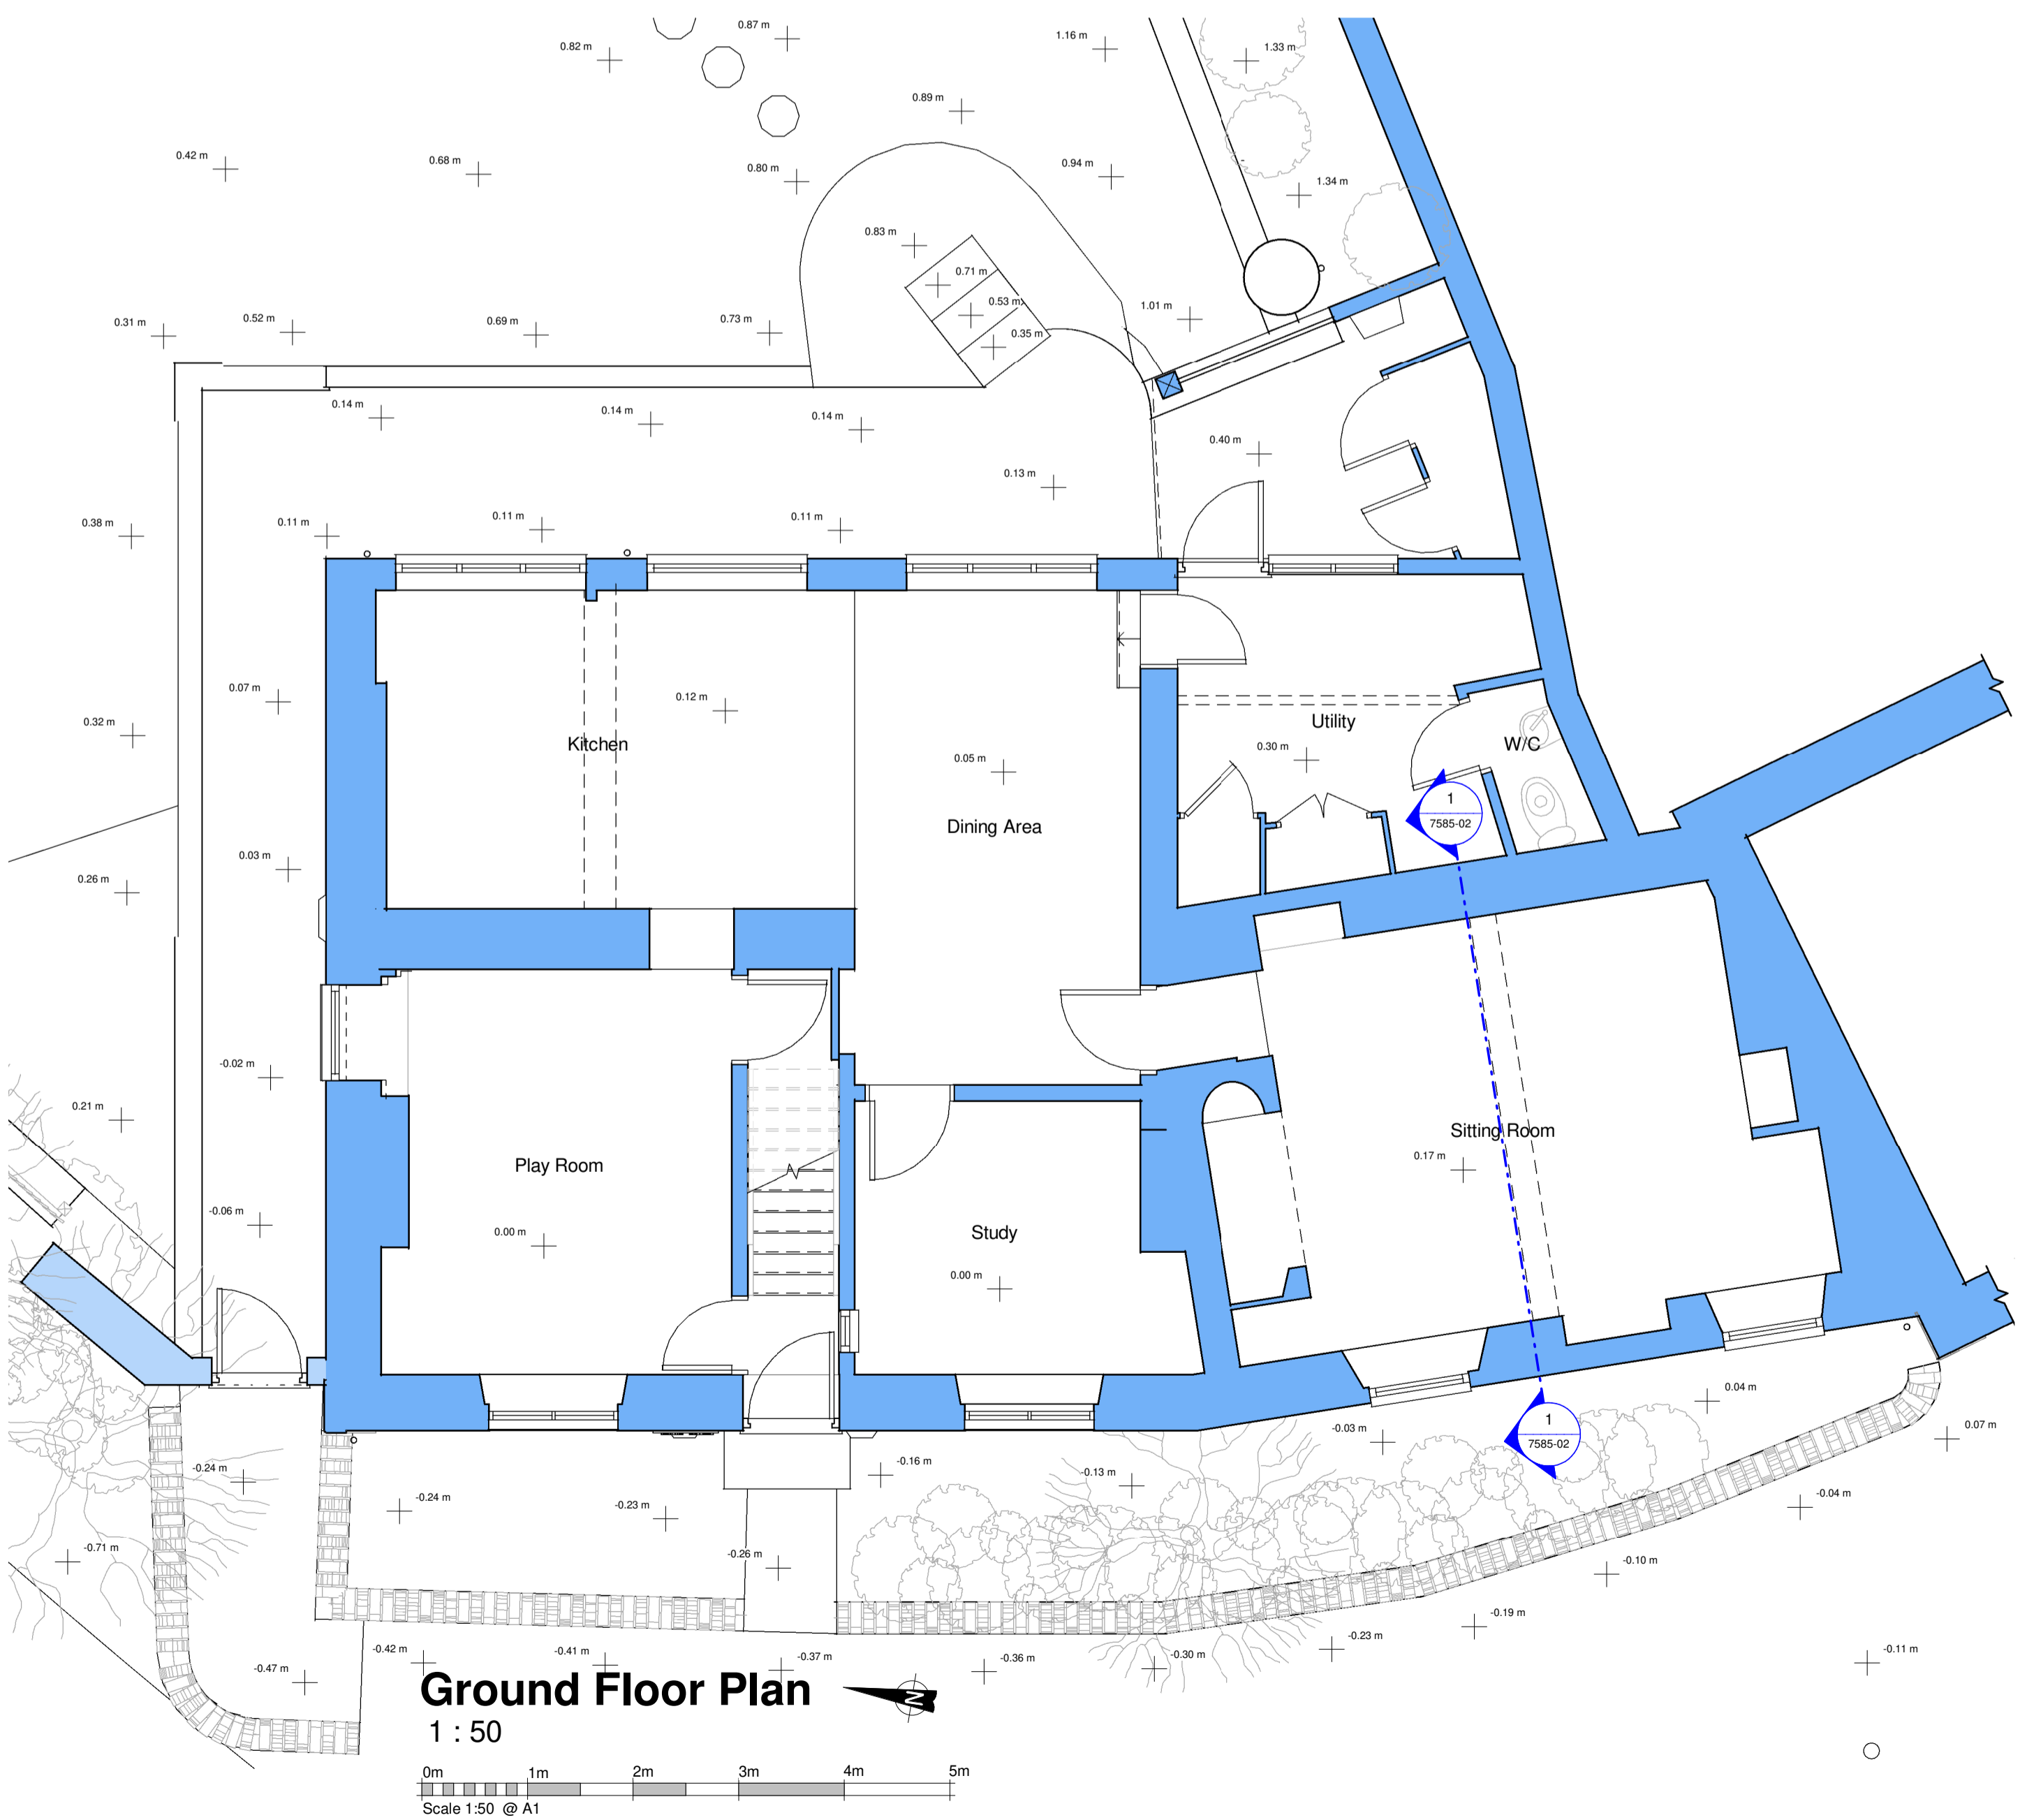 0.87 m
0.82 m
1.16 m
1.33 m
0.89 m
0.42 m
0.68 m
0.80 m
0.94 m
1.34 m
0.83 m
0.71 m
0.53 m
0.35 m
1.01 m
0.31 m
0.52 m
0.69 m
0.73 m
0.14 m
0.14 m
0.14 m
0.40 m
0.13 m
0.38 m
0.11 m
0.11 m
0.11 m
0.07 m
0.12 m
0.32 m
Kitchen
Utility
W/C
0.30 m
0.05 m
Dining Area
1
7585-02
0.03 m
0.26 m
-0.02 m
0.21 m
Play Room
Sitting Room
0.17 m
-0.06 m
0.00 m
Study
0.00 m
0.04 m
-0.03 m
1
7585-02
0.07 m
-0.24 m
-0.16 m
-0.13 m
-0.24 m
-0.23 m
-0.04 m
-0.71 m
-0.26 m
-0.10 m
-0.19 m
-0.23 m
-0.42 m
-0.41 m
-0.37 m
-0.36 m
-0.30 m
-0.11 m
-0.47 m
Ground Floor Plan
N
1 : 50
0m 1m 2m 3m 4m 5m
Scale 1:50 @ A1